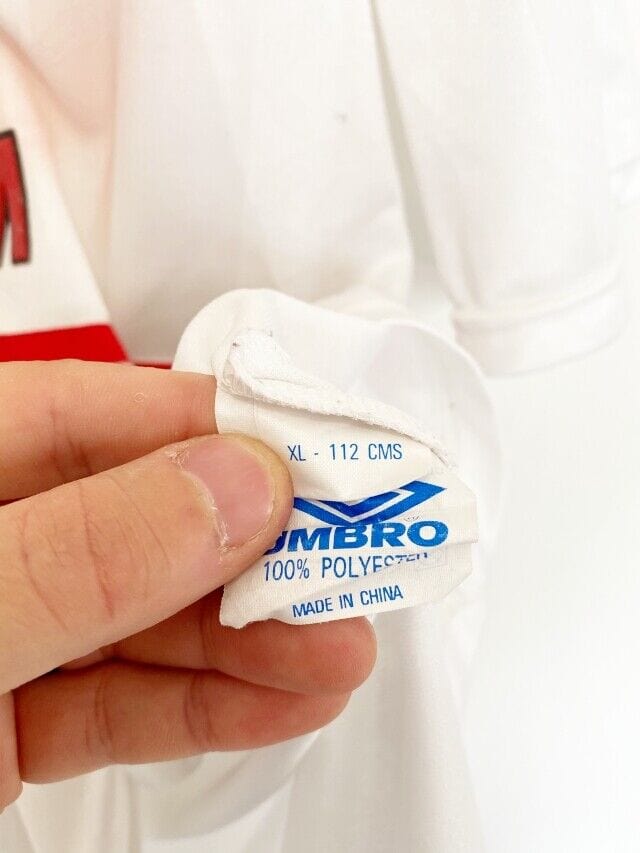 M
XL - 112 CMS
UMBRO
100% POLYESTER
MADE IN CHINA